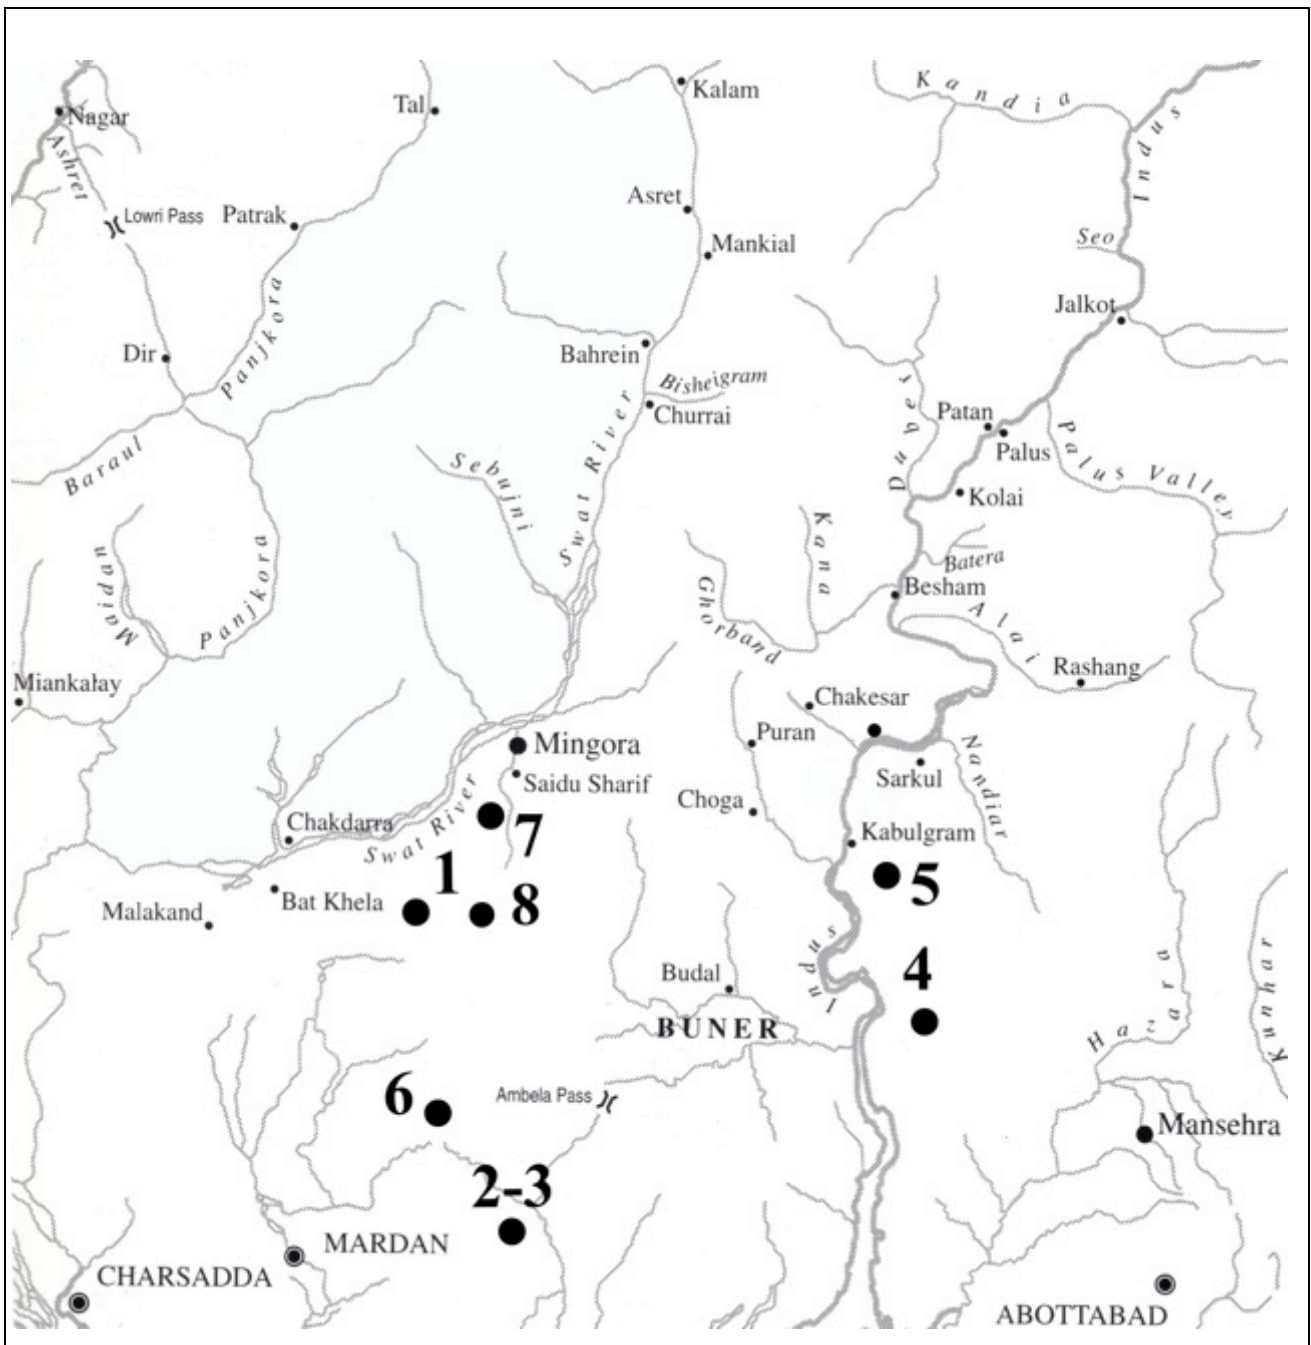 Kalam
Kandia
Indus
Nagar
Tal
Ashret
Lowri Pass
Patrak
Asret
Mankial
Seo
Jalkot
Panjkora
Dir
Bahrein
Bisheigram
Churrai
Duber
Patan
Palus
Palus Valley
Baraul
Sebujni
Swat River
Kolai
Kana
Batera
Maidan
Panjkora
Ghorband
Besham
Alai
Rashang
Miankalay
Chakesar
Puran
Mingora
Saidu Sharif
Sarkul
Nandiar
Choga
Chakdarra
Swat River
7
Kabulgram
1
5
Bat Khela
8
Malakand
Indus
4
Budal
BUNER
Hazara
Kunhar
6
Ambela Pass
Mansehra
2-3
MARDAN
CHARSADDA
ABOTTABAD